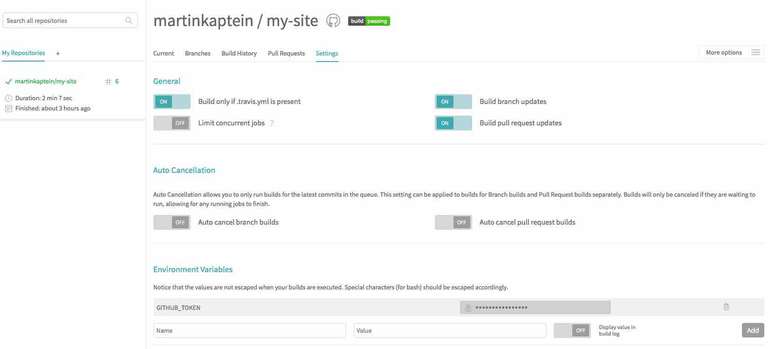 Search all repositories
martinkaptein / my-site
build passing
My Repositories +
Current Branches Build History Pull Requests Settings
More options
martinkaptein/my-site # 6
Duration: 2 min 7 sec
Finished: about 3 hours ago
General
ON Build only if .travis.yml is present
ON Build branch updates
OFF Limit concurrent jobs ?
ON Build pull request updates
Auto Cancellation
Auto Cancellation allows you to only run builds for the latest commits in the queue. This setting can be applied to builds for Branch builds and Pull Request builds separately. Builds will only be canceled if they are waiting to
run, allowing for any running jobs to finish.
OFF Auto cancel branch builds
OFF Auto cancel pull request builds
Environment Variables
Notice that the values are not escaped when your builds are executed. Special characters (for bash) should be escaped accordingly.
GITHUB_TOKEN ••••••••••••••••
Name Value OFF Display value in
build log
Add